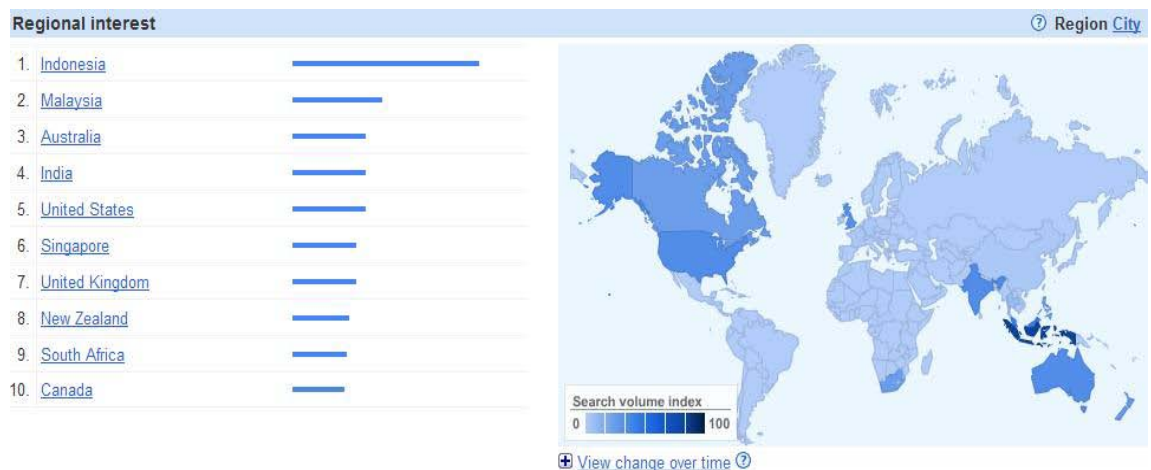 Regional interest
Region City
1. Indonesia
2. Malaysia
3. Australia
4. India
5. United States
6. Singapore
7. United Kingdom
8. New Zealand
9. South Africa
10. Canada
Search volume index
0 100
View change over time